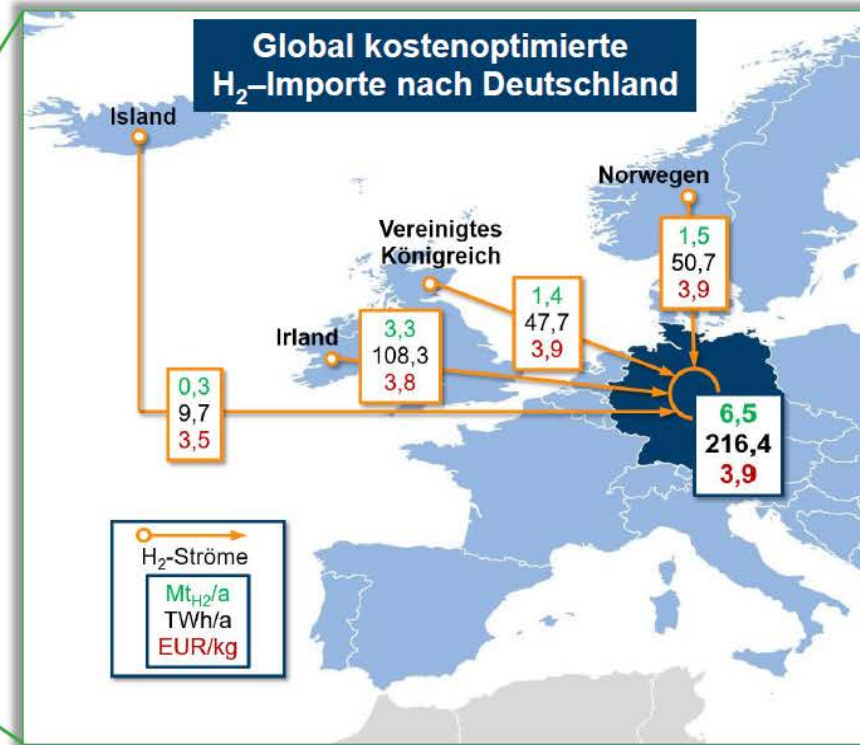 Global kostenoptimierte
H₂–Importe nach Deutschland
Island
Norwegen
1,5
50,7
3,9
Vereinigtes
Königreich
1,4
47,7
3,9
Irland
3,3
108,3
3,8
0,3
9,7
3,5
6,5
216,4
3,9
H₂-Ströme
Mt_H2/a
TWh/a
EUR/kg